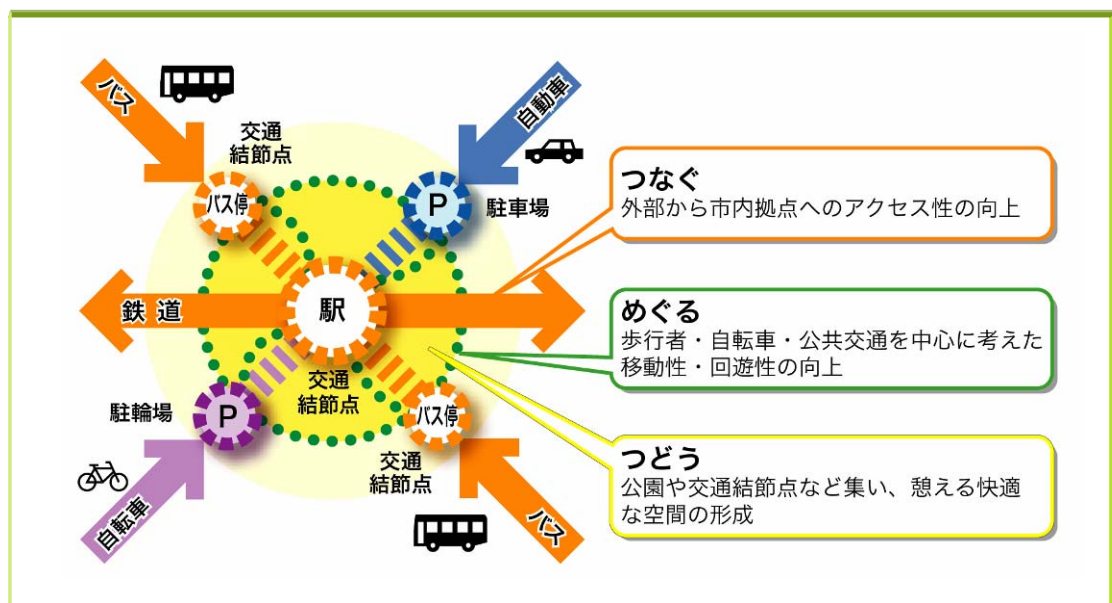 バス
交通
結節点
バス停
自動車
P
駐車場
鉄道
駅
交通
結節点
駐輪場
P
自転車
バス停
交通
結節点
バス
つなぐ
外部から市内拠点へのアクセス性の向上
めぐる
歩行者・自転車・公共交通を中心に考えた
移動性・回遊性の向上
つどう
公園や交通結節点など集い、憩える快適
な空間の形成